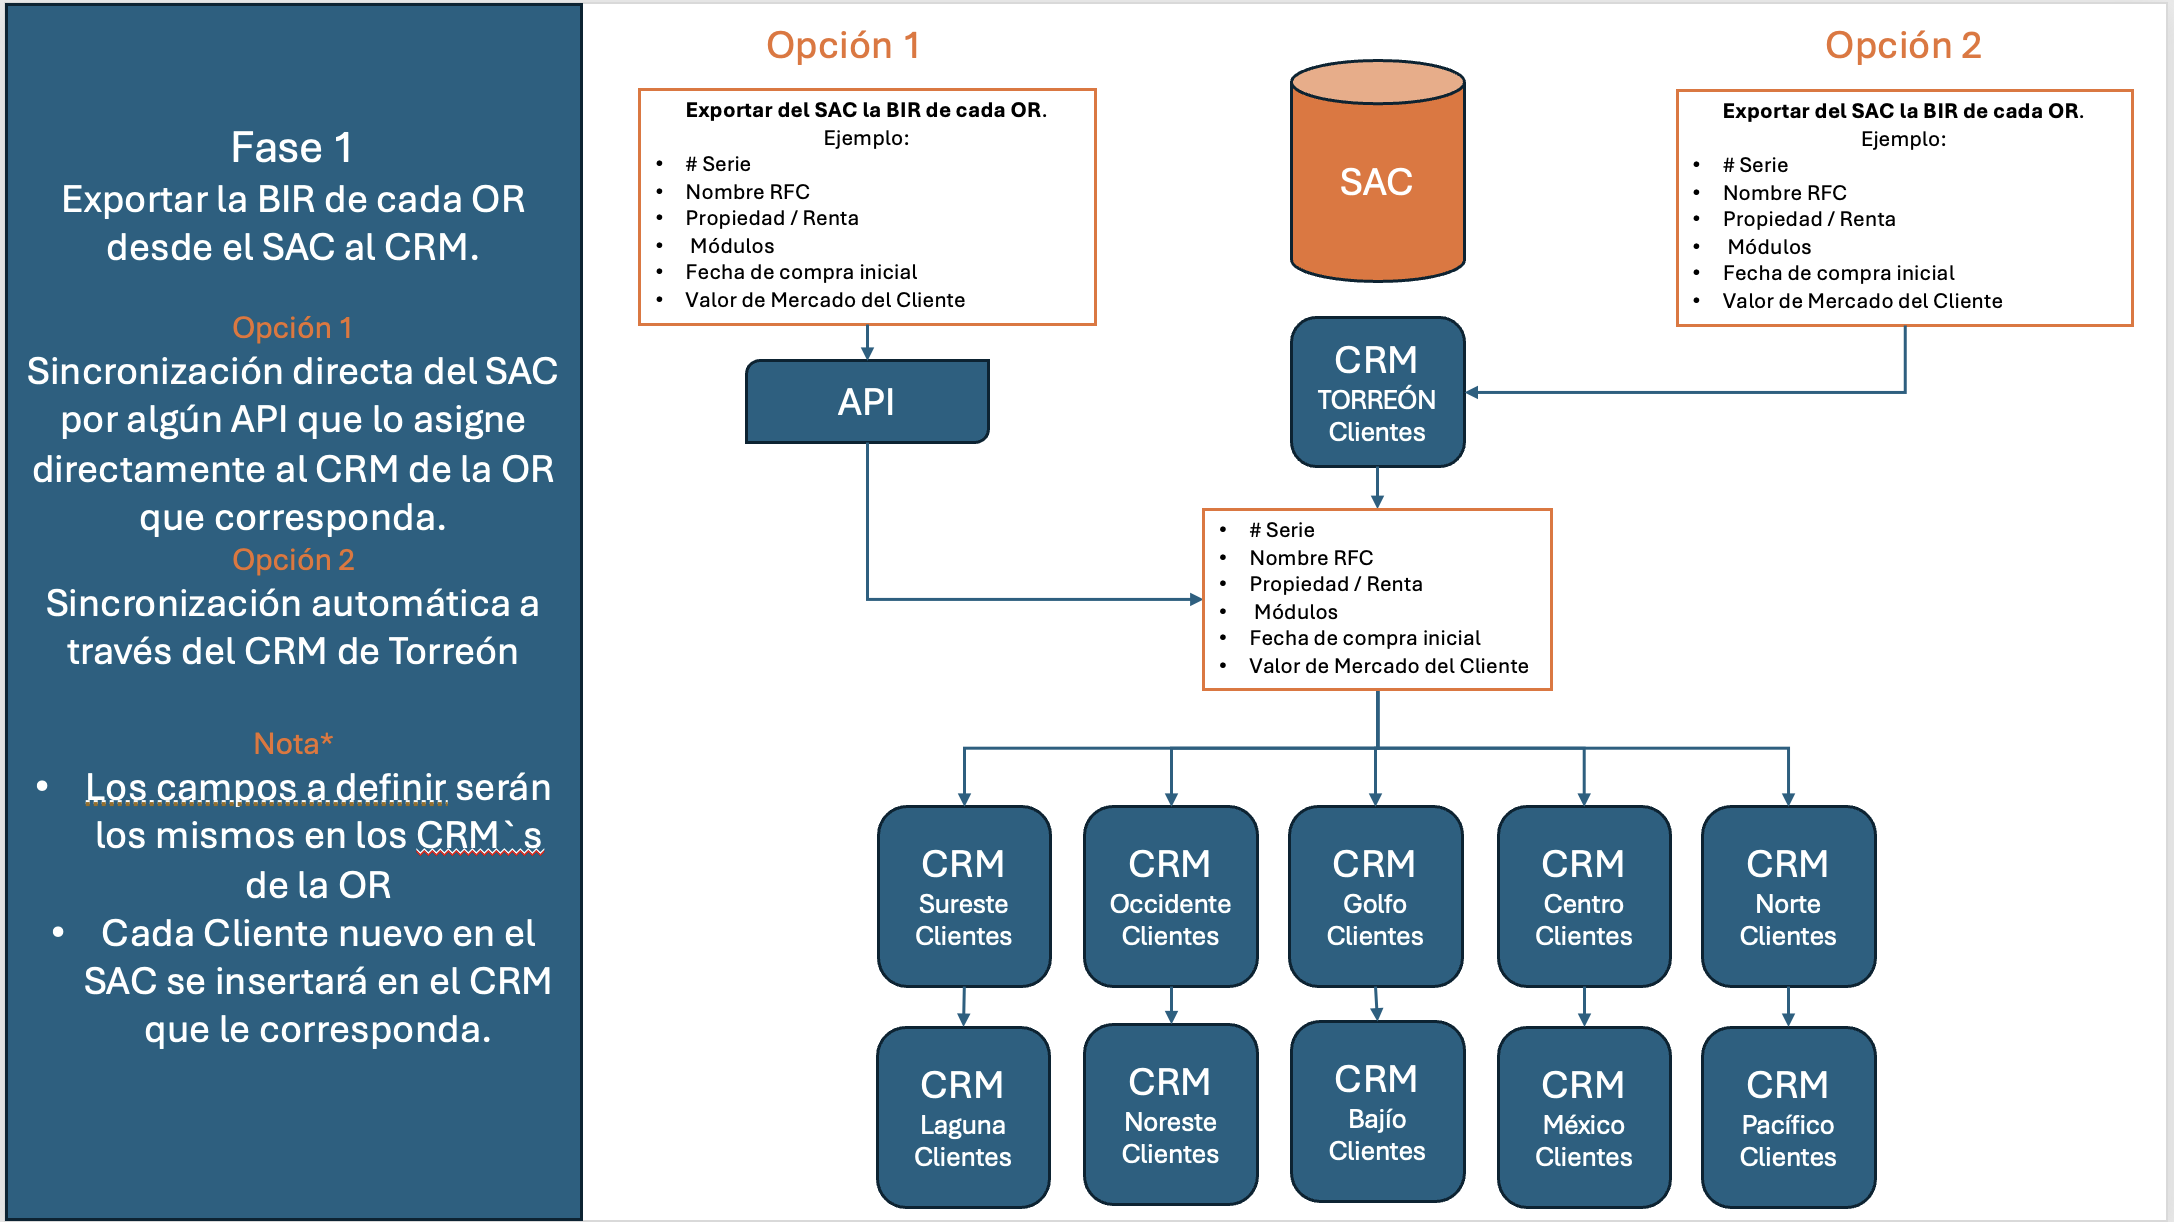 Fase 1
Exportar la BIR de cada OR
desde el SAC al CRM.
Opción 1
Sincronización directa del SAC
por algún API que lo asigne
directamente al CRM de la OR
que corresponda.
Opción 2
Sincronización automática a
través del CRM de Torreón
Nota*
• Los campos a definir serán
los mismos en los CRM`s
de la OR
• Cada Cliente nuevo en el
SAC se insertará en el CRM
que le corresponda.
Opción 1
Exportar del SAC la BIR de cada OR.
Ejemplo:
• # Serie
• Nombre RFC
• Propiedad / Renta
• Módulos
• Fecha de compra inicial
• Valor de Mercado del Cliente
API
SAC
CRM
TORREÓN
Clientes
Opción 2
Exportar del SAC la BIR de cada OR.
Ejemplo:
• # Serie
• Nombre RFC
• Propiedad / Renta
• Módulos
• Fecha de compra inicial
• Valor de Mercado del Cliente
• # Serie
• Nombre RFC
• Propiedad / Renta
• Módulos
• Fecha de compra inicial
• Valor de Mercado del Cliente
CRM
Sureste
Clientes
CRM
Occidente
Clientes
CRM
Golfo
Clientes
CRM
Centro
Clientes
CRM
Norte
Clientes
CRM
Laguna
Clientes
CRM
Noreste
Clientes
CRM
Bajío
Clientes
CRM
México
Clientes
CRM
Pacífico
Clientes